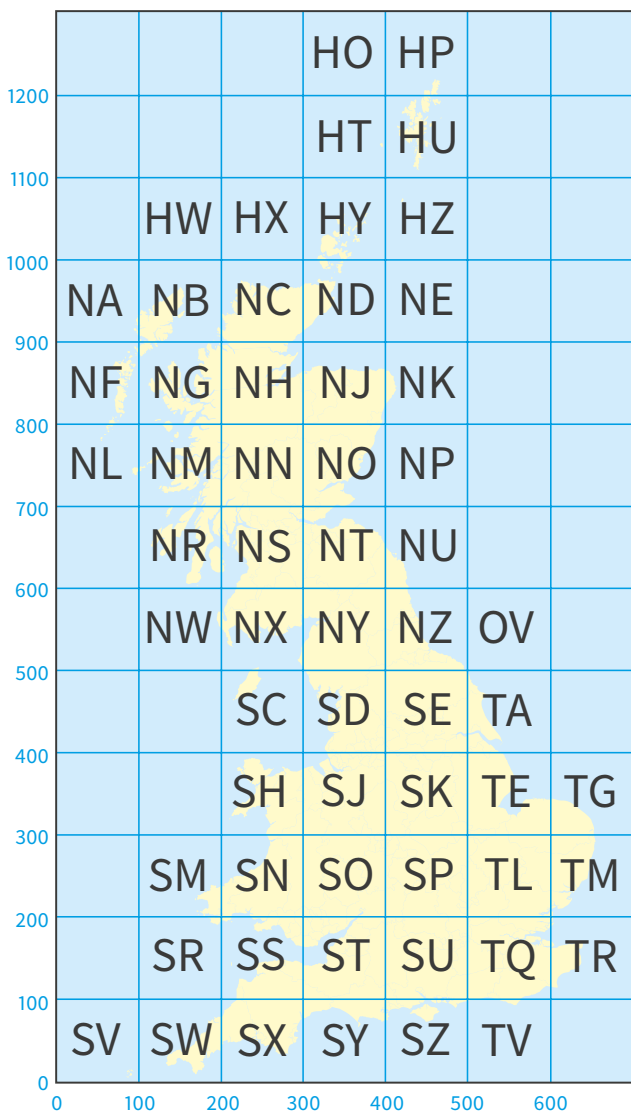 HO HP
1200
HT HU
1100
HW HX HY HZ
1000
NA NB NC ND NE
900
NF NG NH NJ NK
800
NL NM NN NO NP
700
NR NS NT NU
600
NW NX NY NZ OV
500
SC SD SE TA
400
SH SJ SK TE TG
300
SM SN SO SP TL TM
200
SR SS ST SU TQ TR
100
SV SW SX SY SZ TV
0
0 100 200 300 400 500 600